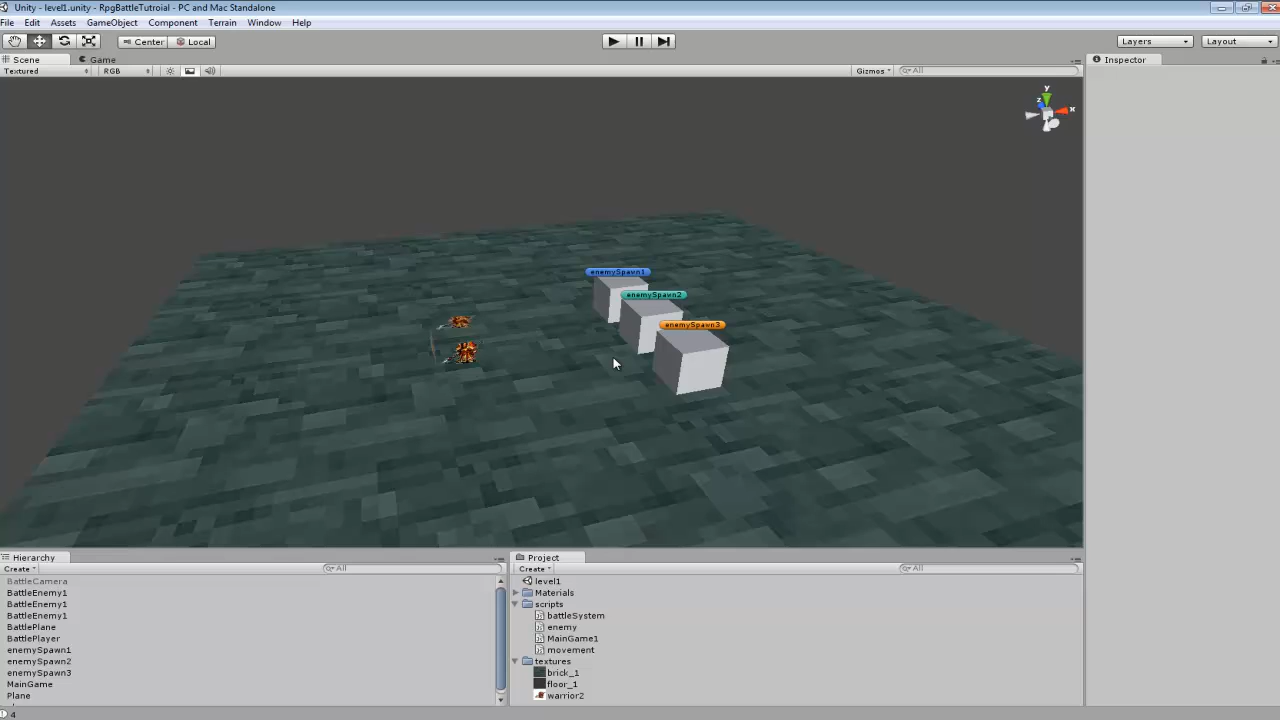 Unity - level1.unity - RpgBattleTutroial - PC and Mac Standalone
File Edit Assets GameObject Component Terrain Window Help
Center Local Layers Layout
Scene Game Inspector
Textured RGB Gizmos All
y
z x
enemySpawn1
enemySpawn2
enemySpawn3
Hierarchy
Create All
BattleCamera
BattleEnemy1
BattleEnemy1
BattleEnemy1
BattlePlane
BattlePlayer
enemySpawn1
enemySpawn2
enemySpawn3
MainGame
Plane
Project
Create All
level1
Materials
scripts
battleSystem
enemy
MainGame1
movement
textures
brick_1
floor_1
warrior2
4